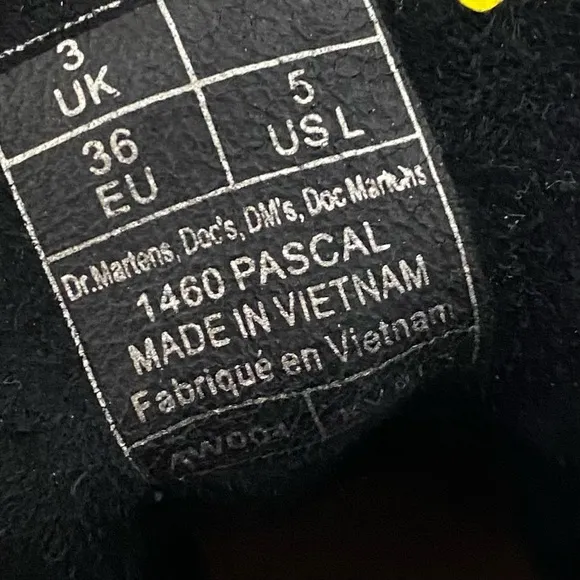 3
UK
36
EU
5
US L
Dr.Martens, Doc's, DM's, Doc Martens
1460 PASCAL
MADE IN VIETNAM
Fabriqué en Vietnam